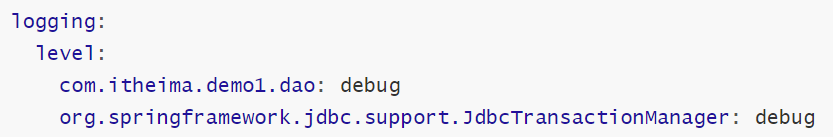 logging:
  level:
    com.itheima.demo1.dao: debug
    org.springframework.jdbc.support.JdbcTransactionManager: debug